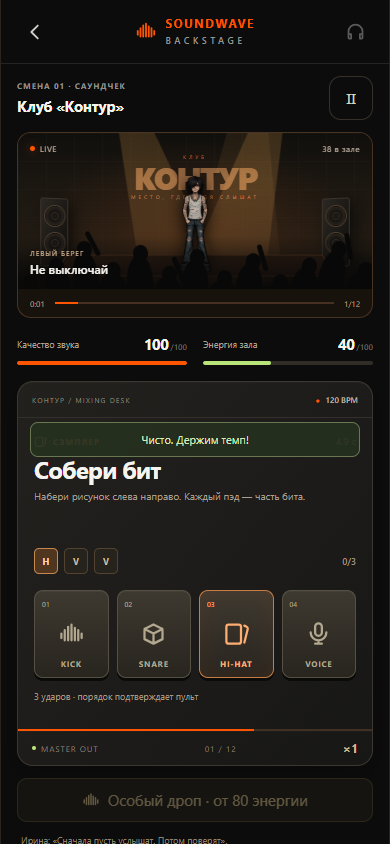 SOUNDWAVE
BACKSTAGE
СМЕНА 01 · САУНДЧЕК
Клуб «Контур»
LIVE
38 в зале
КЛУБ
КОНТУР
ЛЕВЫЙ БЕРЕГ
Не выключай
0:01
1/12
Качество звука 100 /100
Энергия зала 40 /100
КОНТУР / MIXING DESK
120 BPM
Чисто. Держим темп!
Собери бит
Набери рисунок слева направо. Каждый пэд — часть бита.
H V V
0/3
01 02 03 04
KICK SNARE HI-HAT VOICE
3 ударов · порядок подтверждает пульт
MASTER OUT
01 / 12
×1
Особый дроп · от 80 энергии
Ирина: «Сначала пусть услышат. Потом поверят».